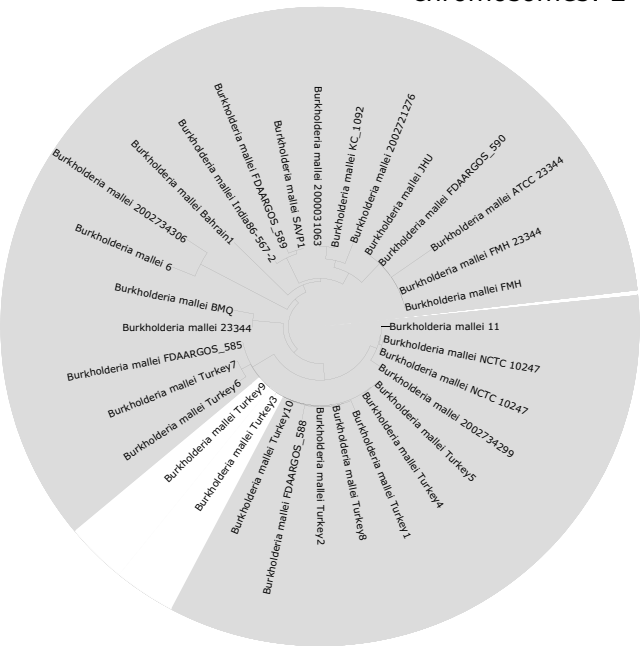 Burkholderia mallei 2000031063
Burkholderia mallei KC_1092
Burkholderia mallei 2002721276
Burkholderia mallei JHU
Burkholderia mallei FDAARGOS_590
Burkholderia mallei ATCC 23344
Burkholderia mallei FMH 23344
Burkholderia mallei FMH
Burkholderia mallei 11
Burkholderia mallei NCTC 10247
Burkholderia mallei NCTC 10247
Burkholderia mallei 2002734299
Burkholderia mallei Turkey5
Burkholderia mallei Turkey4
Burkholderia mallei Turkey1
Burkholderia mallei Turkey8
Burkholderia mallei Turkey2
Burkholderia mallei FDAARGOS_588
Burkholderia mallei Turkey10
Burkholderia mallei Turkey3
Burkholderia mallei Turkey9
Burkholderia mallei Turkey6
Burkholderia mallei Turkey7
Burkholderia mallei FDAARGOS_585
Burkholderia mallei 23344
Burkholderia mallei BMQ
Burkholderia mallei 6
Burkholderia mallei 2002734306
Burkholderia mallei Bahrain1
Burkholderia mallei India86-567-2
Burkholderia mallei FDAARGOS_589
Burkholderia mallei SAVP1